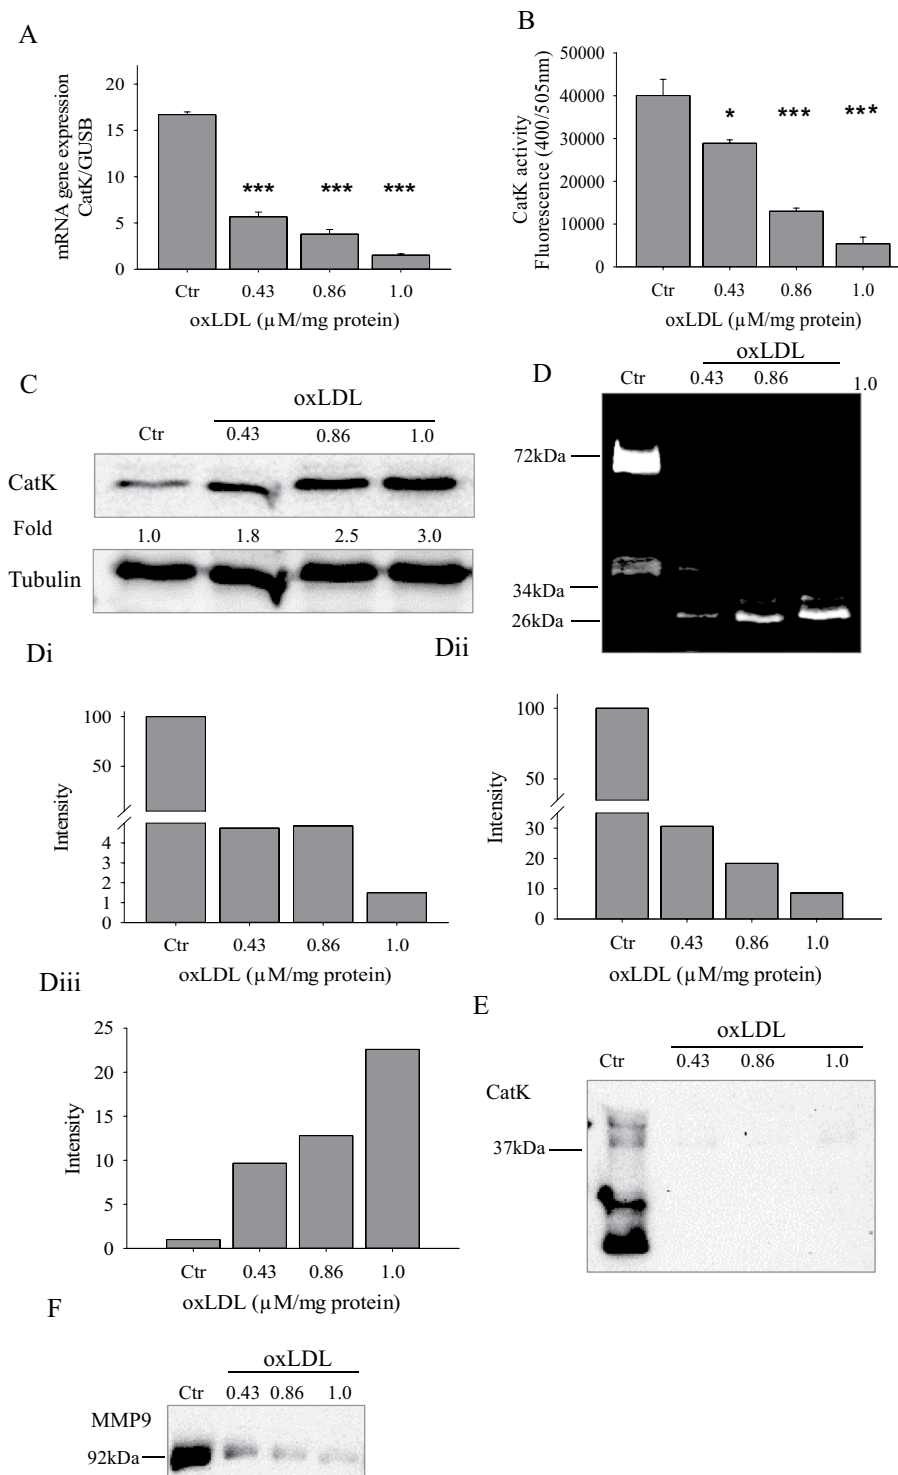 A
mRNA gene expression
CatK/GUSB
20
15
10
5
0
***
***
***
Ctr
0.43
0.86
1.0
oxLDL (µM/mg protein)
B
CatK activity
Fluorescence (400/505nm)
50000
40000
30000
20000
10000
0
*
***
***
Ctr
0.43
0.86
1.0
oxLDL (µM/mg protein)
C
oxLDL
Ctr
0.43
0.86
1.0
CatK
Fold
1.0
1.8
2.5
3.0
Tubulin
D
oxLDL
Ctr
0.43
0.86
1.0
72kDa
34kDa
26kDa
Di
Intensity
100
50
4
3
2
1
0
Ctr
0.43
0.86
1.0
oxLDL (µM/mg protein)
Dii
Intensity
100
50
30
20
10
0
Ctr
0.43
0.86
1.0
oxLDL (µM/mg protein)
Diii
Intensity
25
20
15
10
5
0
Ctr
0.43
0.86
1.0
oxLDL (µM/mg protein)
E
oxLDL
Ctr
0.43
0.86
1.0
CatK
37kDa
F
oxLDL
Ctr
0.43
0.86
1.0
MMP9
92kDa